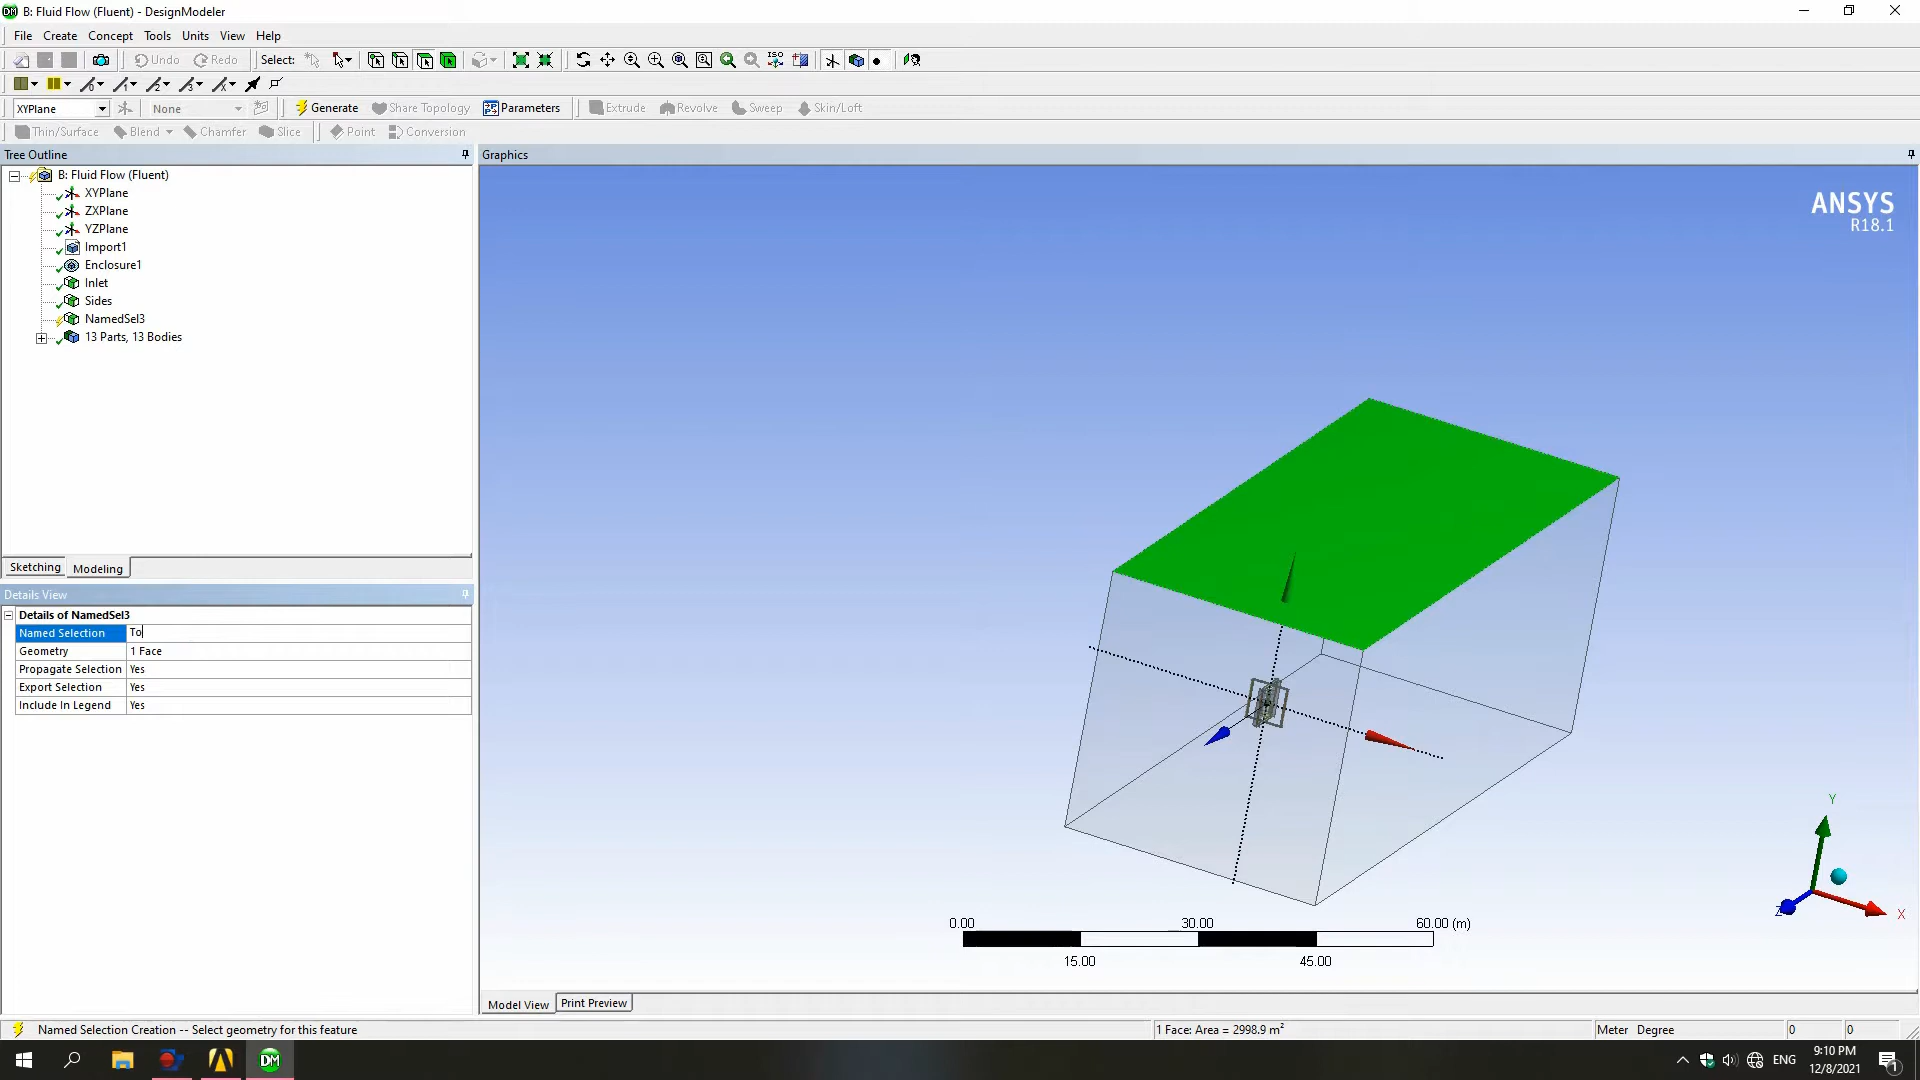 B: Fluid Flow (Fluent) - DesignModeler
File Create Concept Tools Units View Help
Undo Redo Select: ISO
XYPlane None Generate Share Topology Parameters Extrude Revolve Sweep Skin/Loft
Thin/Surface Blend Chamfer Slice Point Conversion
Tree Outline
Graphics
B: Fluid Flow (Fluent)
XYPlane
ZXPlane
YZPlane
Import1
Enclosure1
Inlet
Sides
NamedSel3
13 Parts, 13 Bodies
Sketching Modeling
Details View
Details of NamedSel3
Named Selection To
Geometry 1 Face
Propagate Selection Yes
Export Selection Yes
Include In Legend Yes
ANSYS
R18.1
Y
X
Z
0.00 30.00 60.00 (m)
15.00 45.00
Model View Print Preview
Named Selection Creation -- Select geometry for this feature
1 Face: Area = 2998.9 m²
Meter Degree 0 0
DM
ENG
9:10 PM
12/8/2021
1